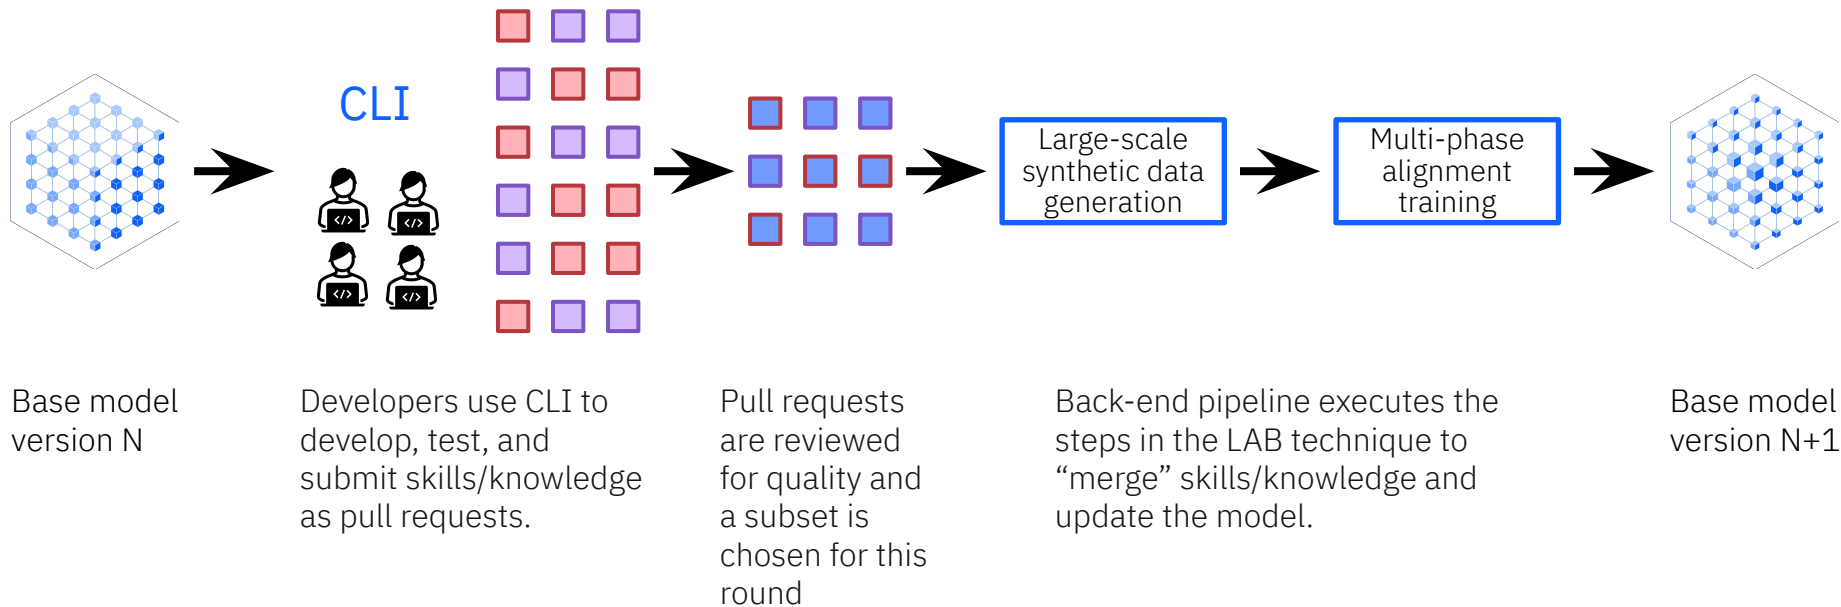 CLI
</>
</>
</>
</>
Large-scale
synthetic data
generation
Multi-phase
alignment
training
Base model
version N
Developers use CLI to
develop, test, and
submit skills/knowledge
as pull requests.
Pull requests
are reviewed
for quality and
a subset is
chosen for this
round
Back-end pipeline executes the
steps in the LAB technique to
“merge” skills/knowledge and
update the model.
Base model
version N+1